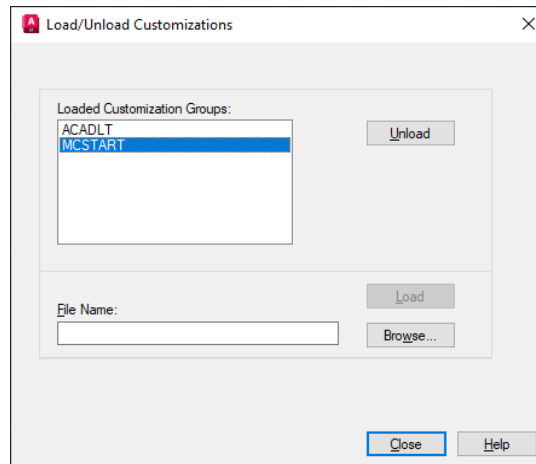 Load/Unload Customizations
Loaded Customization Groups:
ACADLT
MCSTART
Unload
Load
File Name:
Browse...
Close
Help